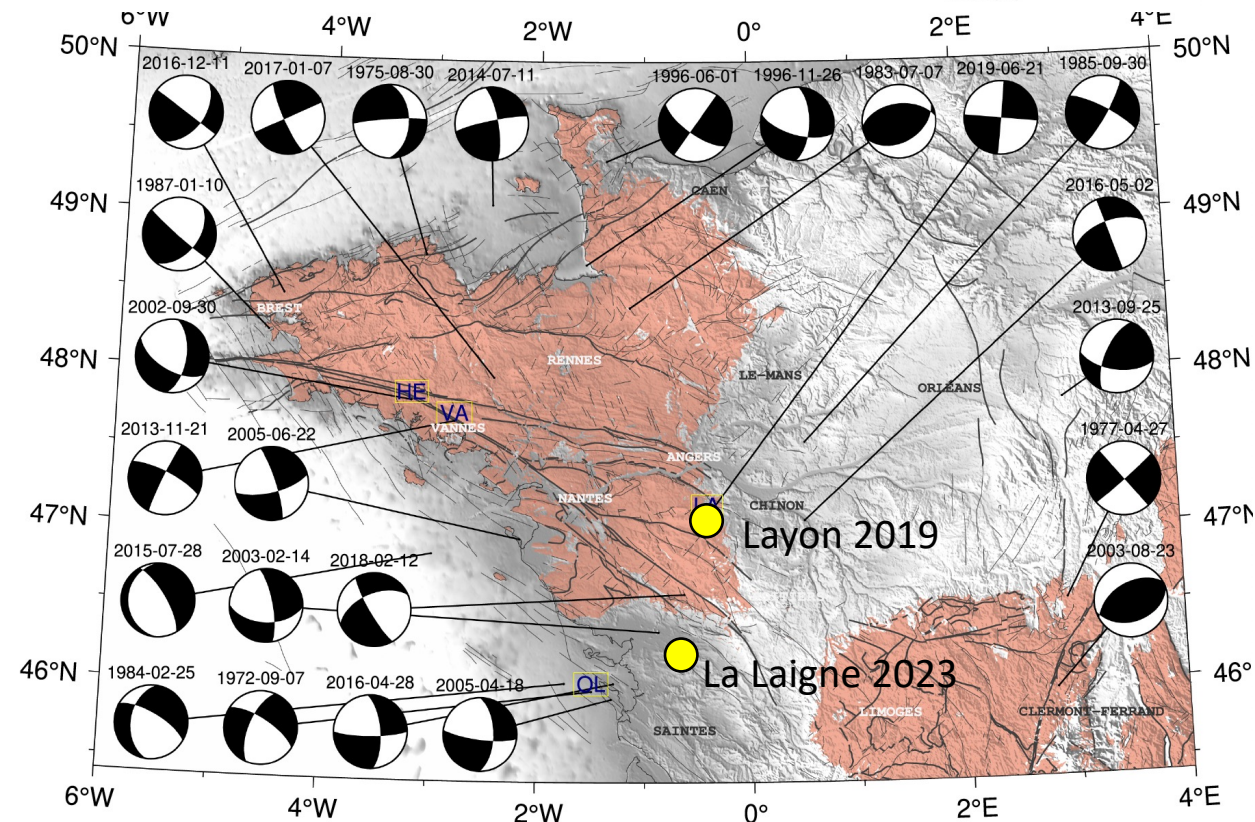 6°W
4°W
2°W
0°
2°E
4°E
50°N
50°N
2016-12-11
2017-01-07
1975-08-30
2014-07-11
1996-06-01
1996-11-26
1983-07-07
2019-06-21
1985-09-30
1987-01-10
2016-05-02
49°N
CAEN
49°N
2002-09-30
BREST
2013-09-25
48°N
RENNES
LE-MANS
ORLEANS
48°N
HE
VA
VANNES
2013-11-21
2005-06-22
ANGERS
1977-04-27
NANTES
CHINON
47°N
Layon 2019
47°N
2015-07-28
2003-02-14
2018-02-12
2003-08-23
46°N
La Laigne 2023
46°
1984-02-25
1972-09-07
2016-04-28
2005-04-18
OL
LIMOGES
CLERMONT-FERRAND
SAINTES
6°W
4°W
2°W
0°
2°E
4°E